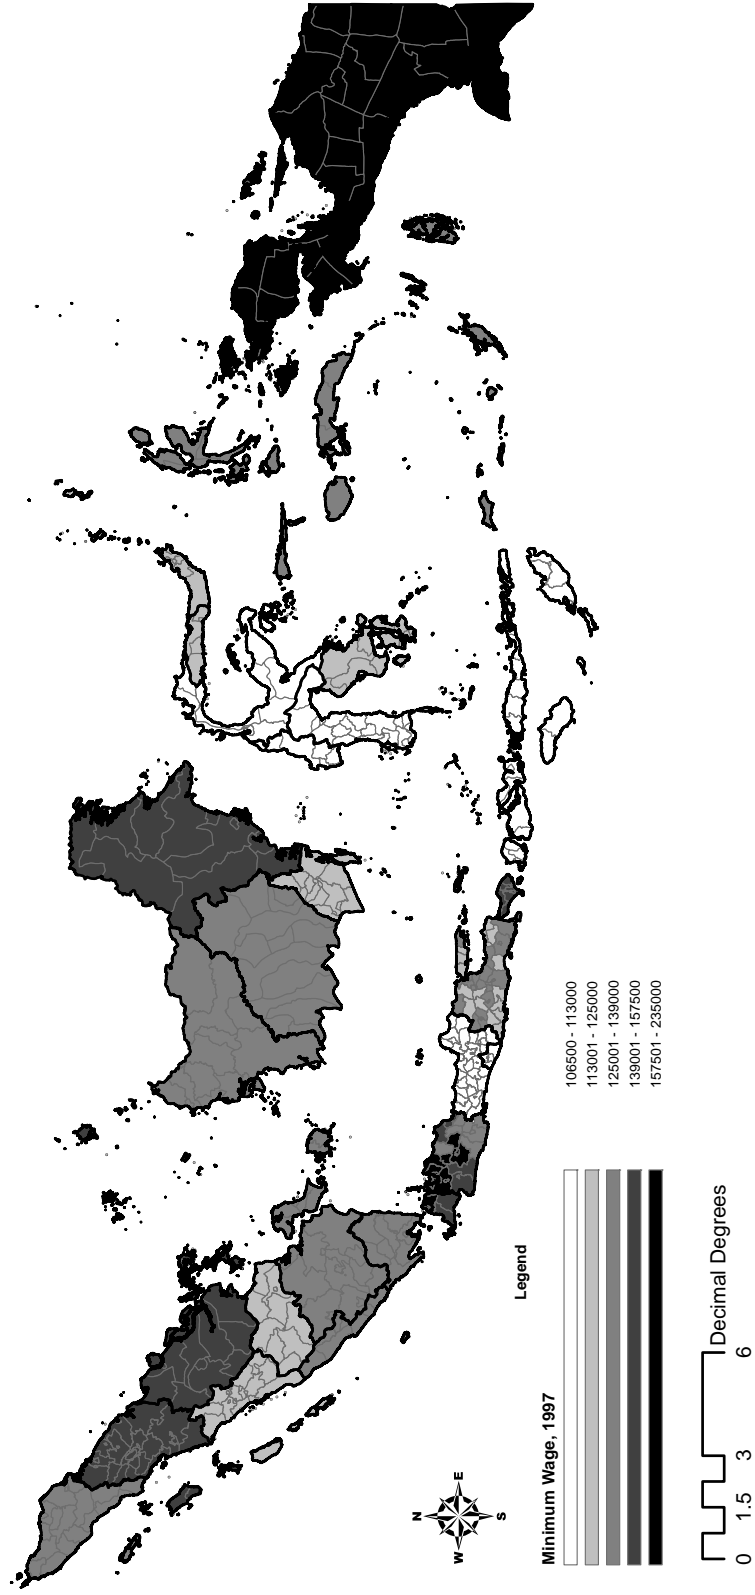 N
W E
S
Legend
Minimum Wage, 1997
106500 - 113000
113001 - 125000
125001 - 139000
139001 - 157500
157501 - 235000
0 1.5 3 6
Decimal Degrees